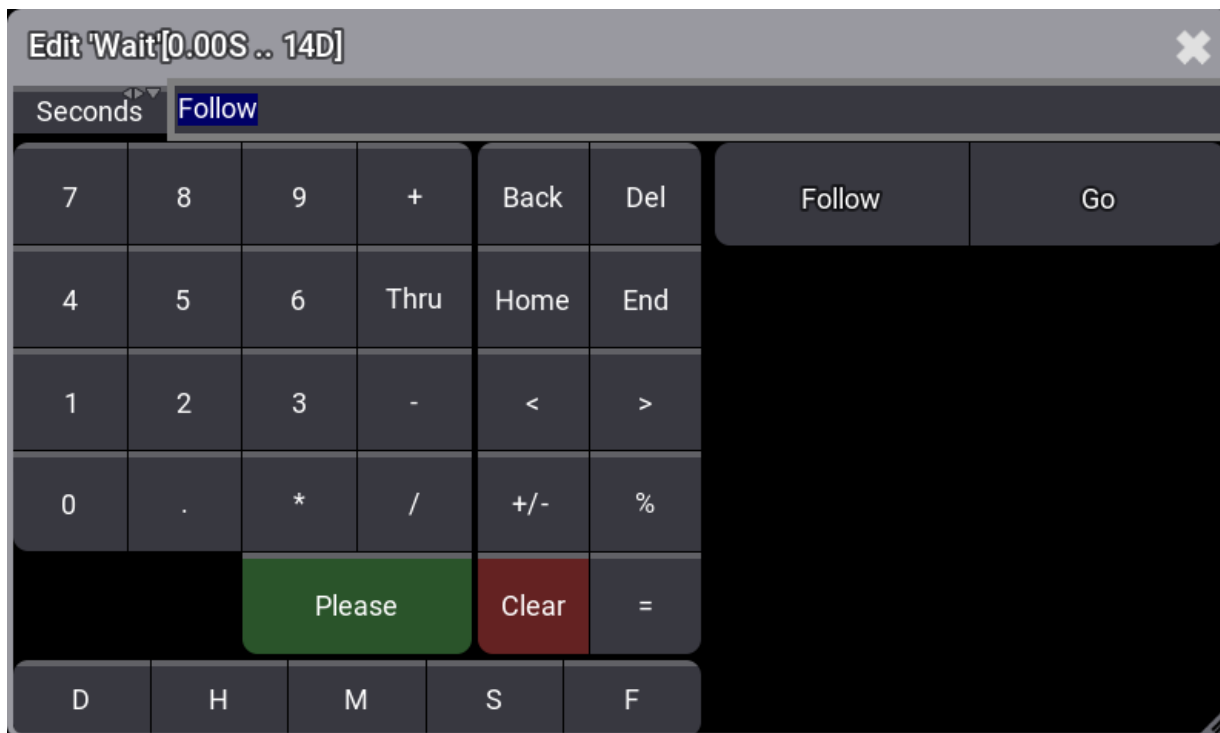 Edit 'Wait'[0.00S .. 14D]
Seconds Follow
7 8 9 + Back Del Follow Go
4 5 6 Thru Home End
1 2 3 - < >
0 . * / +/- %
Please Clear =
D H M S F